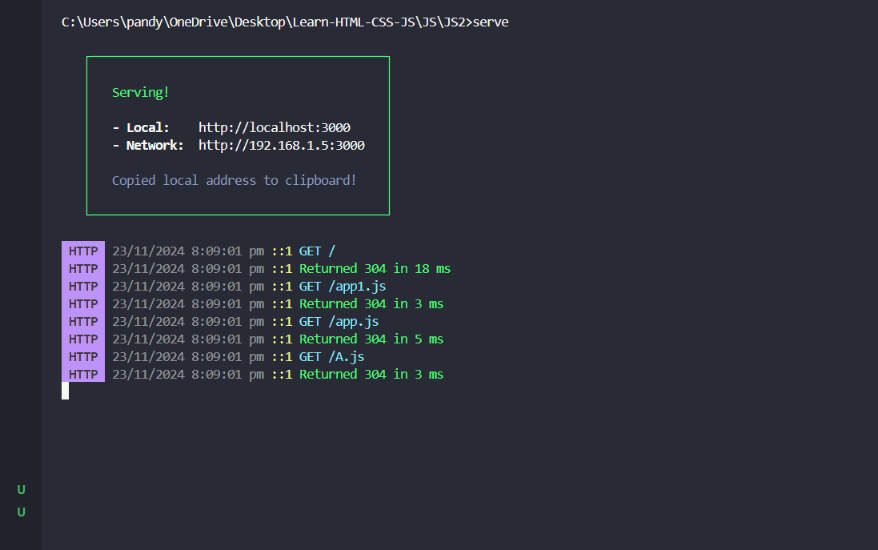 C:\Users\pandy\OneDrive\Desktop\Learn-HTML-CSS-JS\JS\JS2>serve
Serving!
- Local: http://localhost:3000
- Network: http://192.168.1.5:3000
Copied local address to clipboard!
HTTP 23/11/2024 8:09:01 pm ::1 GET /
HTTP 23/11/2024 8:09:01 pm ::1 Returned 304 in 18 ms
HTTP 23/11/2024 8:09:01 pm ::1 GET /app1.js
HTTP 23/11/2024 8:09:01 pm ::1 Returned 304 in 3 ms
HTTP 23/11/2024 8:09:01 pm ::1 GET /app.js
HTTP 23/11/2024 8:09:01 pm ::1 Returned 304 in 5 ms
HTTP 23/11/2024 8:09:01 pm ::1 GET /A.js
HTTP 23/11/2024 8:09:01 pm ::1 Returned 304 in 3 ms
U
U